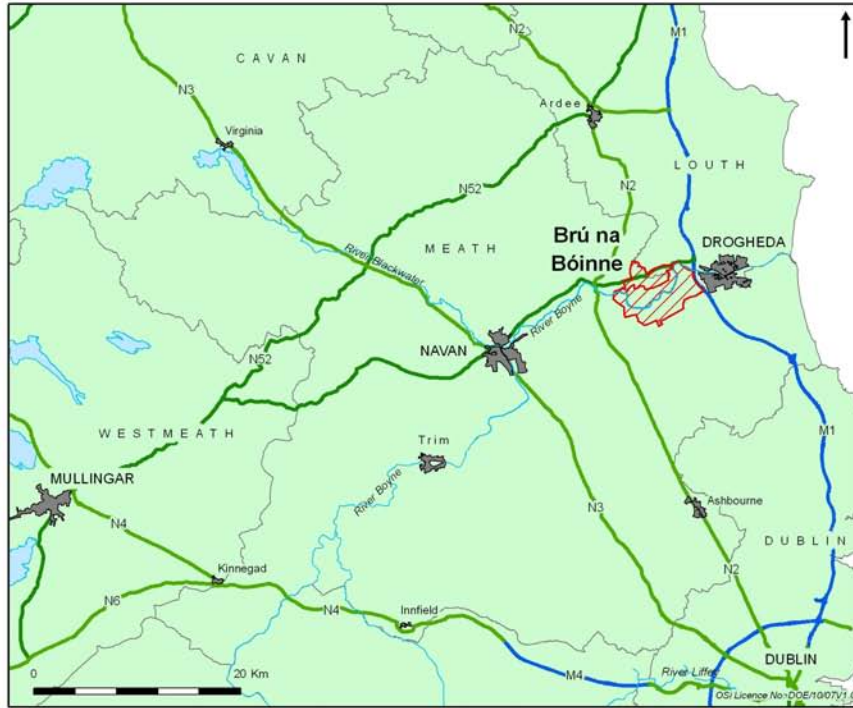 N2
M1
CAVAN
N3
Ardee
Virginia
LOUTH
N52
N2
River Blackwater
MEATH
Brú na
Bóinne
DROGHEDA
River Boyne
NAVAN
N52
WESTMEATH
Trim
M1
MULLINGAR
River Boyne
N3
Ashbourne
N4
DUBLIN
Kinnegad
N2
N6
N4
Innfield
0
20 Km
M4
River Liffey
DUBLIN